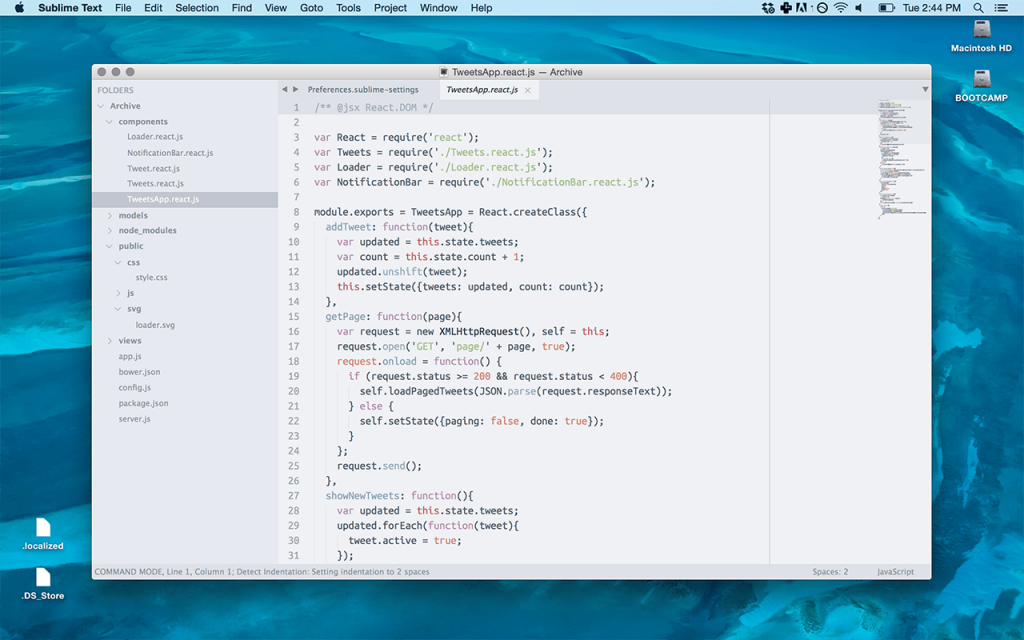 Sublime Text File Edit Selection Find View Goto Tools Project Window Help Tue 2:44 PM
Macintosh HD
BOOTCAMP
TweetsApp.react.js — Archive
FOLDERS
Archive
components
Loader.react.js
NotificationBar.react.js
Tweet.react.js
Tweets.react.js
TweetsApp.react.js
models
node_modules
public
css
style.css
js
svg
loader.svg
views
app.js
bower.json
config.js
package.json
server.js
Preferences.sublime-settings TweetsApp.react.js
1 /** @jsx React.DOM */
2
3 var React = require('react');
4 var Tweets = require('./Tweets.react.js');
5 var Loader = require('./Loader.react.js');
6 var NotificationBar = require('./NotificationBar.react.js');
7
8 module.exports = TweetsApp = React.createClass({
9 addTweet: function(tweet){
10 var updated = this.state.tweets;
11 var count = this.state.count + 1;
12 updated.unshift(tweet);
13 this.setState({tweets: updated, count: count});
14 },
15 getPage: function(page){
16 var request = new XMLHttpRequest(), self = this;
17 request.open('GET', 'page/' + page, true);
18 request.onload = function() {
19 if (request.status >= 200 && request.status < 400){
20 self.loadPagedTweets(JSON.parse(request.responseText));
21 } else {
22 self.setState({paging: false, done: true});
23 }
24 };
25 request.send();
26 },
27 showNewTweets: function(){
28 var updated = this.state.tweets;
29 updated.forEach(function(tweet){
30 tweet.active = true;
31 });
COMMAND MODE, Line 1, Column 1; Detect Indentation: Setting indentation to 2 spaces Spaces: 2 JavaScript
.localized
.DS_Store